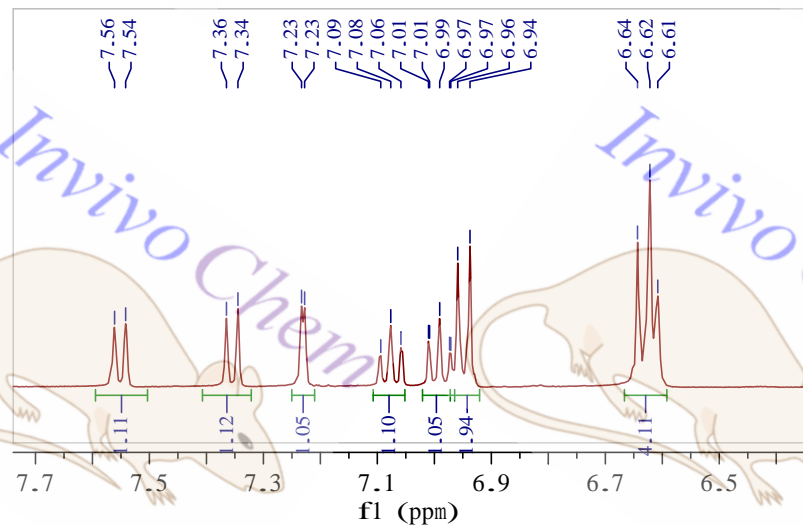 7.56 7.54 7.36 7.34 7.23 7.23 7.09 7.08 7.06 7.01 7.01 6.99 6.97 6.97 6.96 6.94 6.64 6.62 6.61
Invivo Chem
Invivo
1.11 1.12 1.05 1.10 1.05 1.94 4.11
7.7 7.5 7.3 7.1 6.9 6.7 6.5
f1 (ppm)